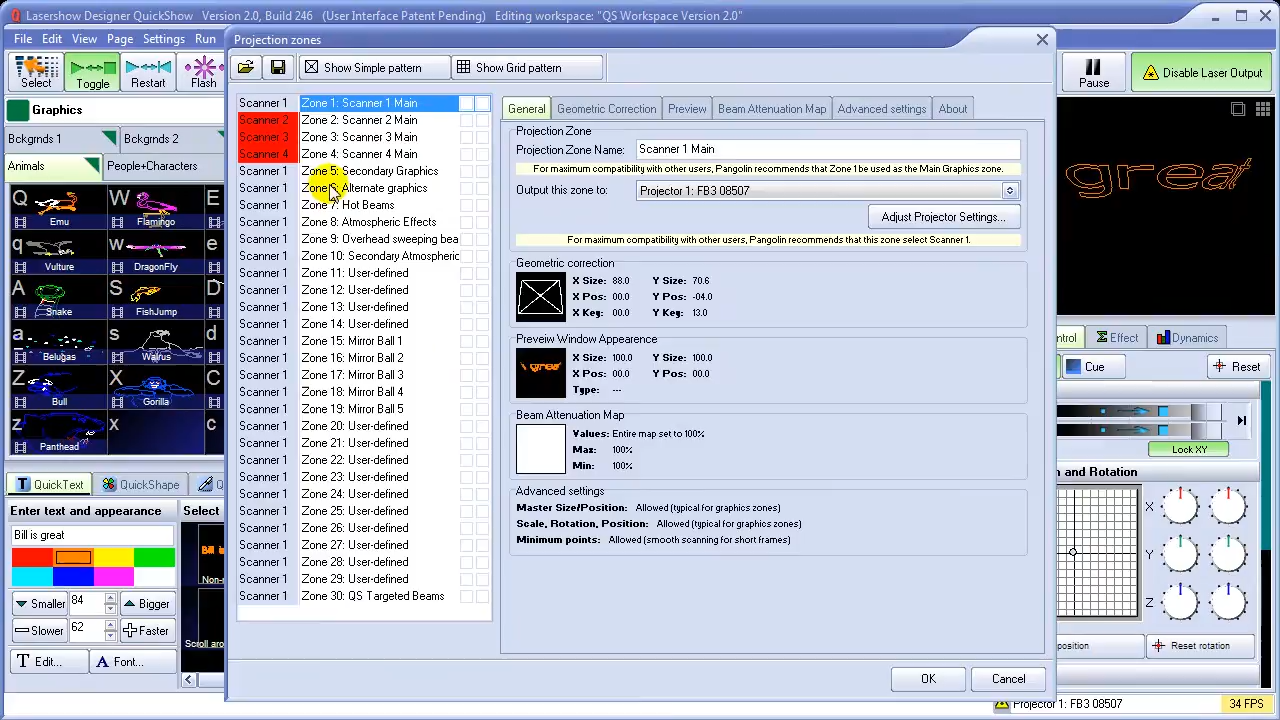 Lasershow Designer QuickShow Version 2.0, Build 246 (User Interface Patent Pending) Editing workspace: "QS Workspace Version 2.0"
File Edit View Page Settings Run
Projection zones
Select Toggle Restart Flash
Show Simple pattern Show Grid pattern
Pause Disable Laser Output
Graphics
Bckgnds 1 Bckgnds 2
Animals People+Characters
Q Emu W Flamingo E
q Vulture w DragonFly e
A Snake S FishJump D
a Belugas s Walrus d
Z Bull X Gorilla C
z Panthead x c
QuickText QuickShape
Enter text and appearance Select
Bill is great
Smaller 84 Bigger
Slower 62 Faster
Edit... Font...
Scanner 1 Zone 1: Scanner 1 Main
Scanner 2 Zone 2: Scanner 2 Main
Scanner 3 Zone 3: Scanner 3 Main
Scanner 4 Zone 4: Scanner 4 Main
Scanner 1 Zone 5: Secondary Graphics
Scanner 1 Zone 6: Alternate graphics
Scanner 1 Zone 7: Hot Beams
Scanner 1 Zone 8: Atmospheric Effects
Scanner 1 Zone 9: Overhead sweeping bea
Scanner 1 Zone 10: Secondary Atmospheric
Scanner 1 Zone 11: User-defined
Scanner 1 Zone 12: User-defined
Scanner 1 Zone 13: User-defined
Scanner 1 Zone 14: User-defined
Scanner 1 Zone 15: Mirror Ball 1
Scanner 1 Zone 16: Mirror Ball 2
Scanner 1 Zone 17: Mirror Ball 3
Scanner 1 Zone 18: Mirror Ball 4
Scanner 1 Zone 19: Mirror Ball 5
Scanner 1 Zone 20: User-defined
Scanner 1 Zone 21: User-defined
Scanner 1 Zone 22: User-defined
Scanner 1 Zone 23: User-defined
Scanner 1 Zone 24: User-defined
Scanner 1 Zone 25: User-defined
Scanner 1 Zone 26: User-defined
Scanner 1 Zone 27: User-defined
Scanner 1 Zone 28: User-defined
Scanner 1 Zone 29: User-defined
Scanner 1 Zone 30: QS Targeted Beams
General Geometric Correction Preview Beam Attenuation Map Advanced settings About
Projection Zone
Projection Zone Name: Scanner 1 Main
For maximum compatibility with other users, Pangolin recommends that Zone 1 be used as the Main Graphics zone.
Output this zone to: Projector 1: FB3 08507
Adjust Projector Settings...
For maximum compatibility with other users, Pangolin recommends that this zone select Scanner 1.
Geometric correction
X Size: 88.0 Y Size: 70.6
X Pos: 00.0 Y Pos: -04.0
X Key: 00.0 Y Key: 13.0
Preveiw Window Appearence
great
X Size: 100.0 Y Size: 100.0
X Pos: 00.0 Y Pos: 00.0
Type: ---
Beam Attenuation Map
Values: Entire map set to 100%
Max: 100%
Min: 100%
Advanced settings
Master Size/Position: Allowed (typical for graphics zones)
Scale, Rotation, Position: Allowed (typical for graphics zones)
Minimum points: Allowed (smooth scanning for small frames)
OK Cancel
great
ntrol Effect Dynamics
Cue Reset
Lock XY
on and Rotation
X
Y
Z
position Reset rotation
Projector 1: FB3 08507 34 FPS